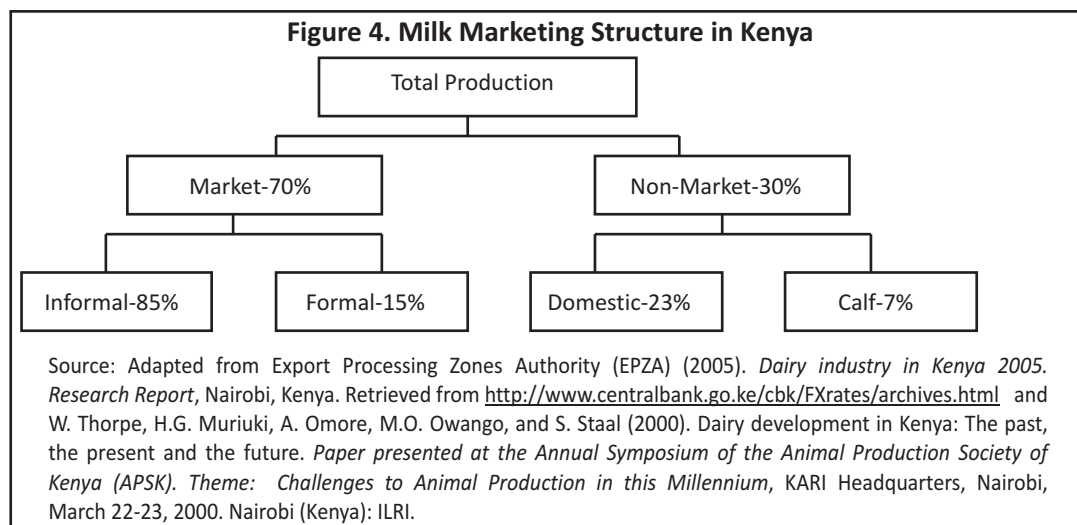 Figure 4. Milk Marketing Structure in Kenya
Total Production
Market-70%
Non-Market-30%
Informal-85%
Formal-15%
Domestic-23%
Calf-7%
Source: Adapted from Export Processing Zones Authority (EPZA) (2005). Dairy industry in Kenya 2005.
Research Report, Nairobi, Kenya. Retrieved from http://www.centralbank.go.ke/cbk/FXrates/archives.html and
W. Thorpe, H.G. Muriuki, A. Omore, M.O. Owango, and S. Staal (2000). Dairy development in Kenya: The past,
the present and the future. Paper presented at the Annual Symposium of the Animal Production Society of
Kenya (APSK). Theme: Challenges to Animal Production in this Millennium, KARI Headquarters, Nairobi,
March 22-23, 2000. Nairobi (Kenya): ILRI.